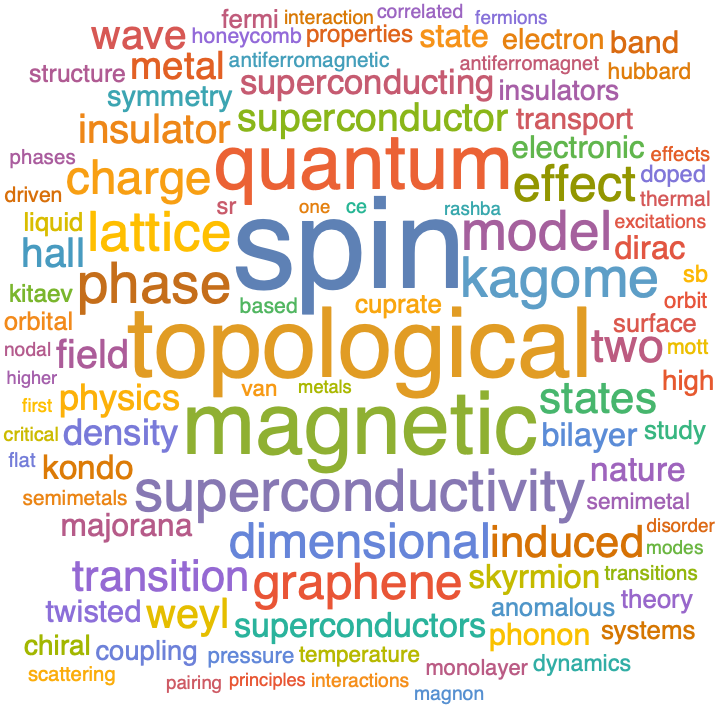 fermi interaction correlated fermions
wave honeycomb properties state electron band
structure metal antiferromagnetic antiferromagnet hubbard
symmetry superconducting insulators
insulator superconductor transport
phases charge quantum electronic effects
driven sr one ce rashba effect doped thermal
liquid lattice spin model excitations
hall kagome dirac sb
kitaev phase based cuprate orbit
orbital topological two surface mott
nodal field high
higher physics van metals states
first magnetic
critical density bilayer study
flat kondo superconductivity nature
semimetals semimetal
majorana dimensional induced disorder
modes
transition graphene skyrmion transitions
twisted weyl superconductors anomalous theory
chiral coupling phonon systems
pressure temperature monolayer dynamics
scattering pairing principles interactions
magnon